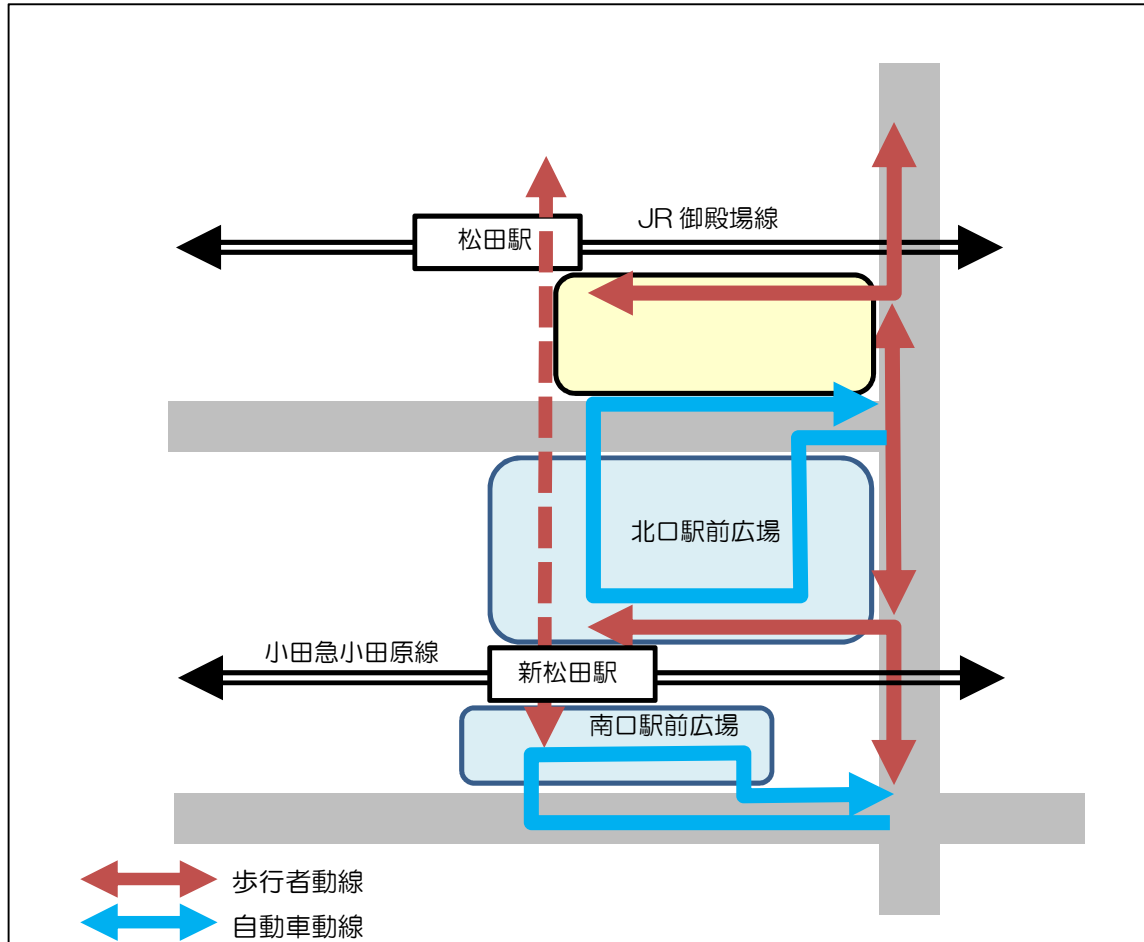 JR 御殿場線
松田駅
北口駅前広場
小田急小田原線
新松田駅
南口駅前広場
歩行者動線
自動車動線